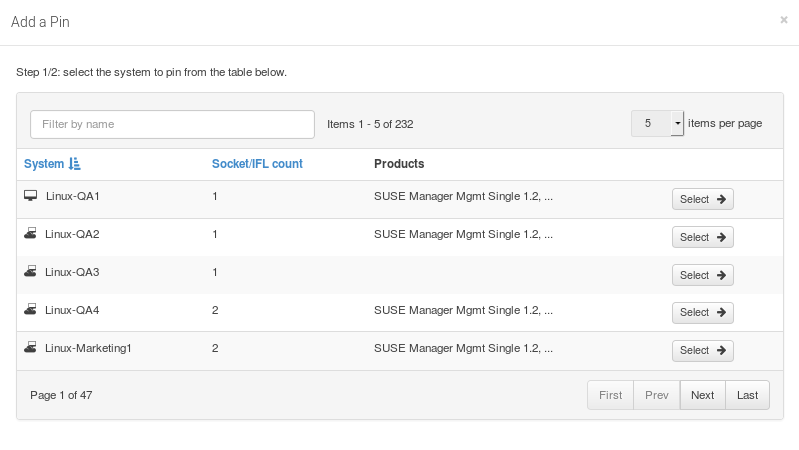 Add a Pin ×
Step 1/2: select the system to pin from the table below.
Filter by name Items 1 - 5 of 232 5 items per page
System Socket/IFL count Products
Linux-QA1 1 SUSE Manager Mgmt Single 1.2, ... Select
Linux-QA2 1 SUSE Manager Mgmt Single 1.2, ... Select
Linux-QA3 1 Select
Linux-QA4 2 SUSE Manager Mgmt Single 1.2, ... Select
Linux-Marketing1 2 SUSE Manager Mgmt Single 1.2, ... Select
Page 1 of 47 First Prev Next Last